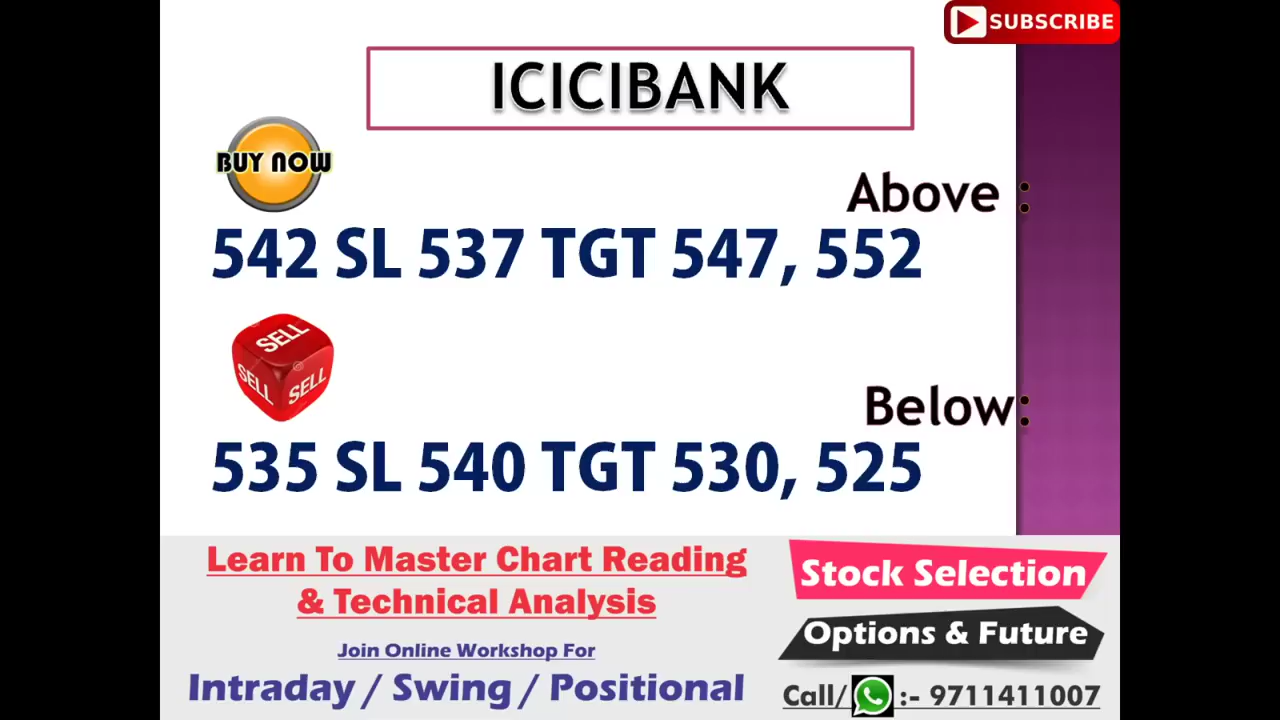 SUBSCRIBE
ICICIBANK
BUY NOW
Above :
542 SL 537 TGT 547, 552
SELL
SELL
SELL
Below:
535 SL 540 TGT 530, 525
Learn To Master Chart Reading
& Technical Analysis
Join Online Workshop For
Intraday / Swing / Positional
Stock Selection
Options & Future
Call/ :- 9711411007